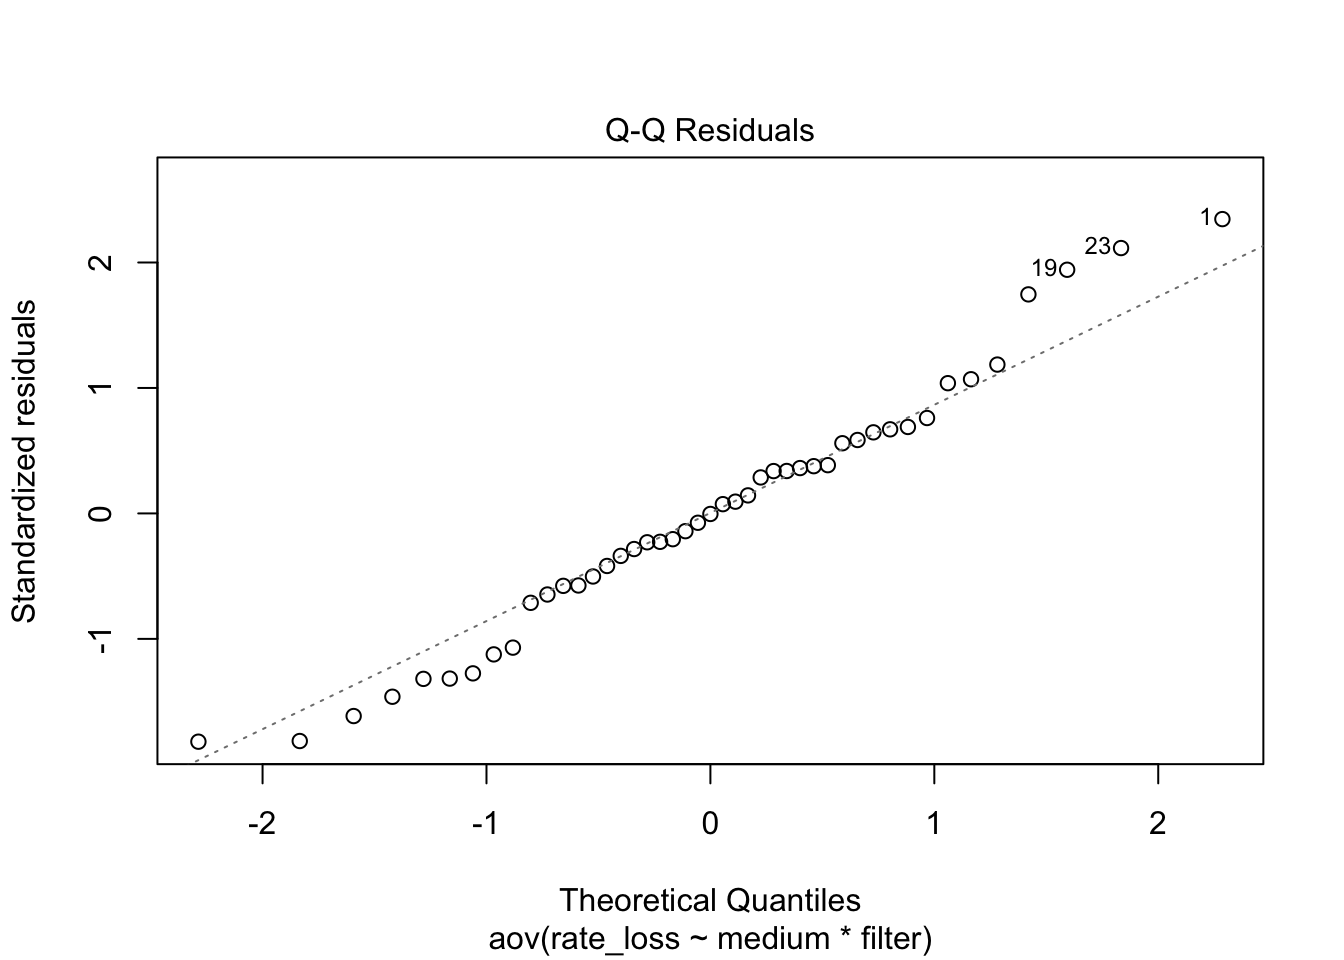 Q-Q Residuals
Standardized residuals
2
1
0
-1
1
23
19
-2 -1 0 1 2
Theoretical Quantiles
aov(rate_loss ~ medium * filter)